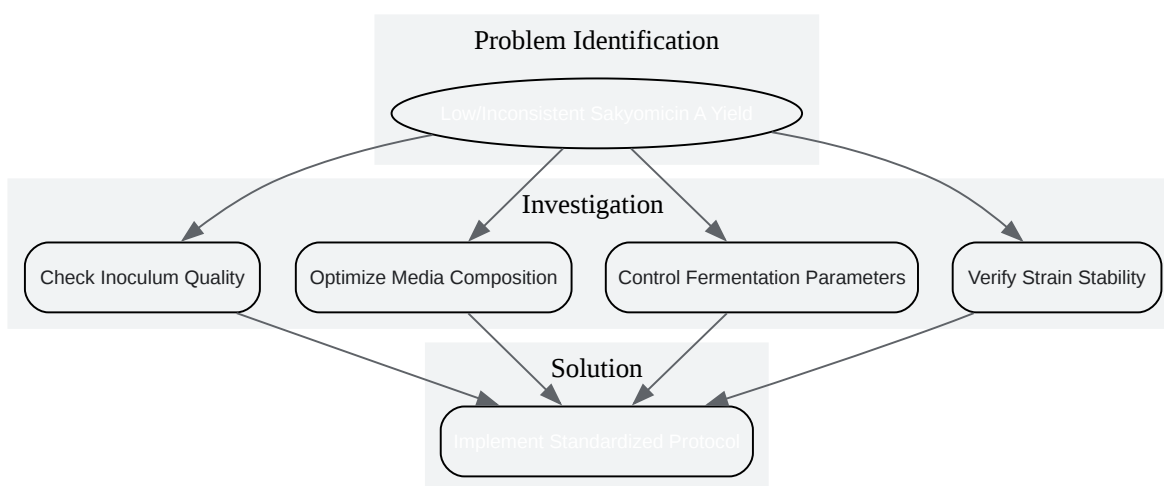 Problem Identification
Low/Inconsistent Sakyomicin A Yield
Investigation
Check Inoculum Quality
Optimize Media Composition
Control Fermentation Parameters
Verify Strain Stability
Solution
Implement Standardized Protocol